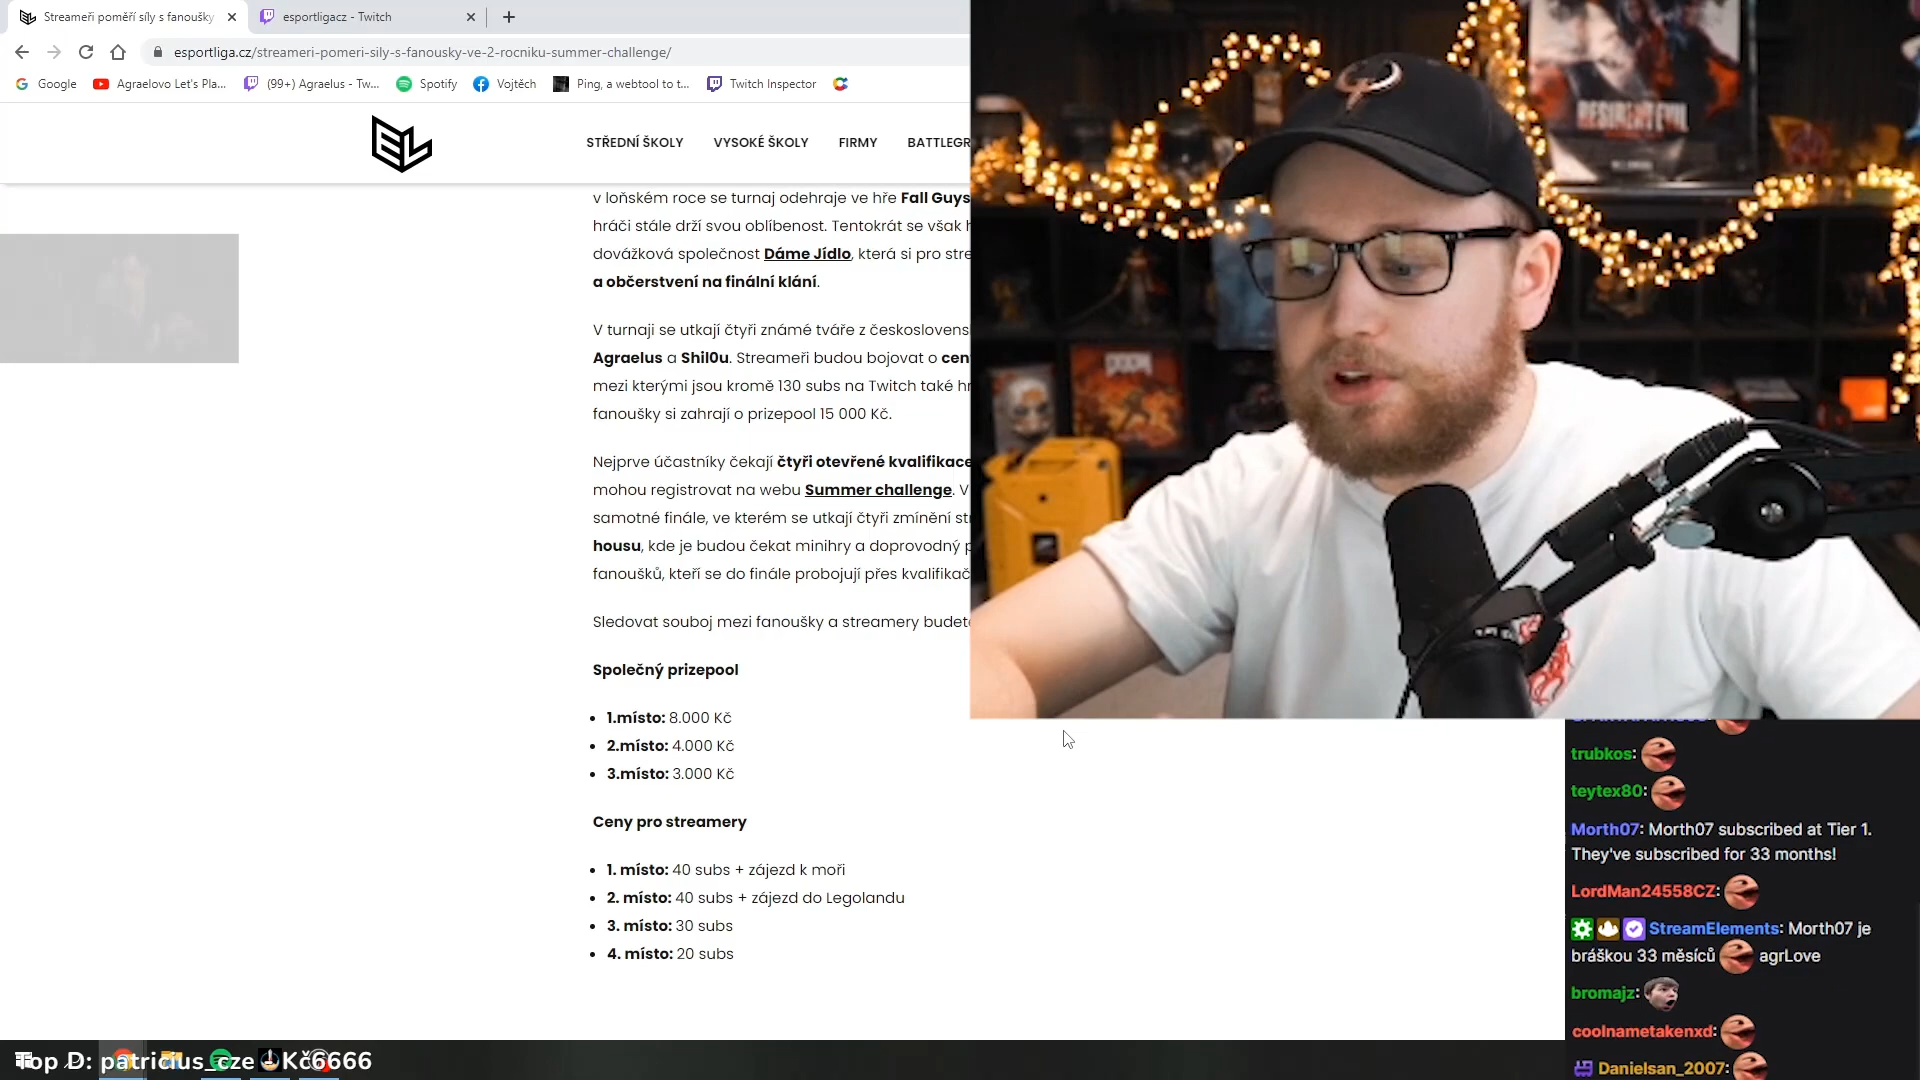 Streameři poměří síly s fanoušky
esportligacz - Twitch
esportliga.cz/streameri-pomeri-sily-s-fanousky-ve-2-rocniku-summer-challenge/
Google
Agraelovo Let's Pla...
(99+) Agraelus - Tw...
Spotify
Vojtěch
Ping, a webtool to t...
Twitch Inspector
STŘEDNÍ ŠKOLY
VYSOKÉ ŠKOLY
FIRMY
BATTLEGR
RESIDENT EVIL
DOOM
v loňském roce se turnaj odehraje ve hře Fall Guys
hráči stále drží svou oblíbenost. Tentokrát se však
dovážková společnost Dáme Jídlo, která si pro stre
a občerstvení na finální klání.
V turnaji se utkají čtyři známé tváře z československ
Agraelus a Shil0u. Streameři budou bojovat o cen
mezi kterými jsou kromě 130 subs na Twitch také hr
fanoušky si zahrají o prizepool 15 000 Kč.
Nejprve účastníky čekají čtyři otevřené kvalifikace
mohou registrovat na webu Summer challenge. V
samotné finále, ve kterém se utkají čtyři zmínění st
housu, kde je budou čekat minihry a doprovodný p
fanoušků, kteří se do finále probojují přes kvalifikač
Sledovat souboj mezi fanoušky a streamery budete
Společný prizepool
1.místo: 8.000 Kč
2.místo: 4.000 Kč
3.místo: 3.000 Kč
Ceny pro streamery
1. místo: 40 subs + zájezd k moři
2. místo: 40 subs + zájezd do Legolandu
3. místo: 30 subs
4. místo: 20 subs
trubkos:
teytex80:
Morth07: Morth07 subscribed at Tier 1.
They've subscribed for 33 months!
LordMan24558CZ:
StreamElements: Morth07 je
bráškou 33 měsíců agrLove
bromajz:
coolnametakenxd:
Danielsan_2007:
Top D: patricius_cze Kč6666